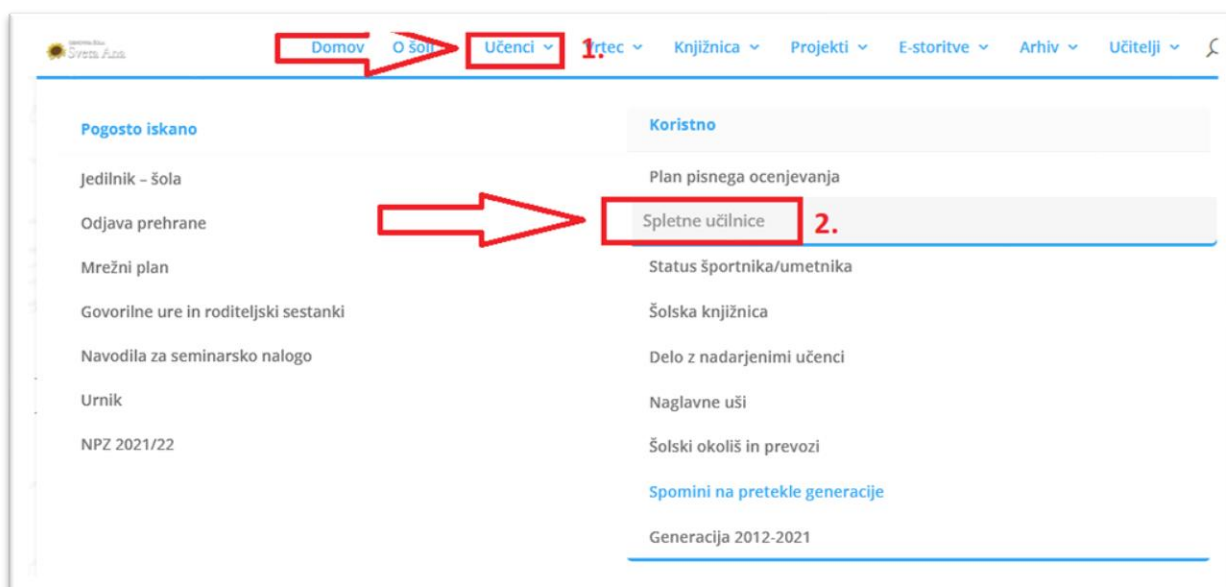 Sveta Ana
Domov O šoli Učenci 1. Vrtec Knjižnica Projekti E-storitve Arhiv Učitelji
Pogosto iskano
Jedilnik – šola
Odjava prehrane
Mrežni plan
Govorilne ure in roditeljski sestanki
Navodila za seminarsko nalogo
Urnik
NPZ 2021/22
Koristno
Plan pisnega ocenjevanja
Spletne učilnice 2.
Status športnika/umetnika
Šolska knjižnica
Delo z nadarjenimi učenci
Naglavne uši
Šolski okoliš in prevozi
Spomini na pretekle generacije
Generacija 2012-2021